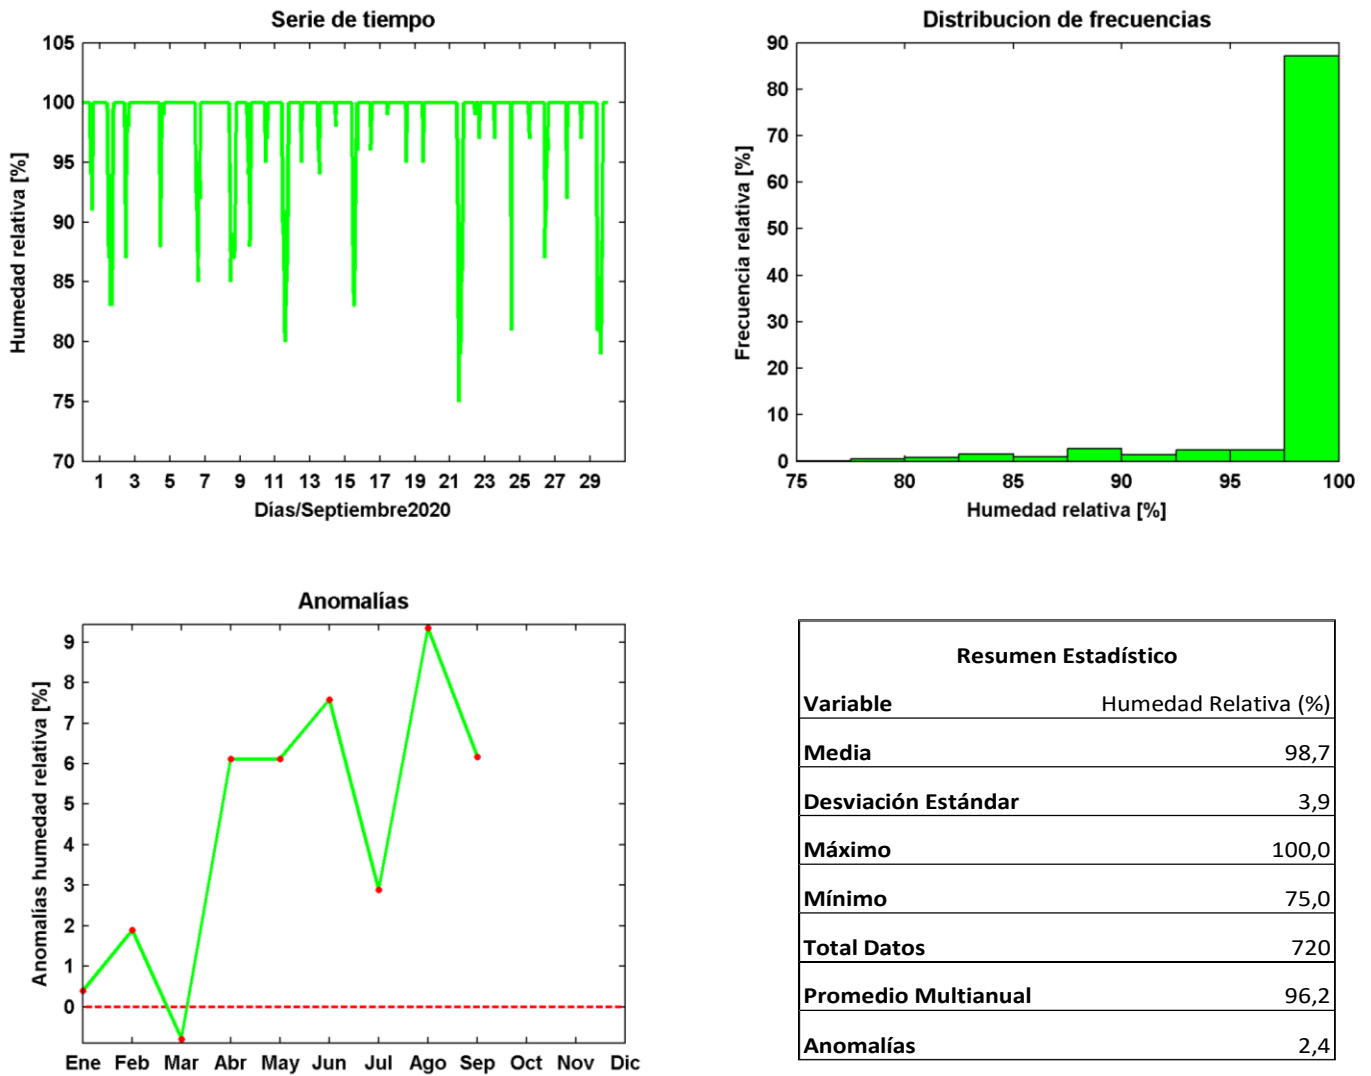 Serie de tiempo
105
100
95
90
85
80
75
70
Humedad relativa [%]
1 3 5 7 9 11 13 15 17 19 21 23 25 27 29
Días/Septiembre2020
Distribucion de frecuencias
90
80
70
60
50
40
30
20
10
0
Frecuencia relativa [%]
75 80 85 90 95 100
Humedad relativa [%]
Anomalías
9
8
7
6
5
4
3
2
1
0
Anomalías humedad relativa [%]
Ene Feb Mar Abr May Jun Jul Ago Sep Oct Nov Dic
Resumen Estadístico
Variable Humedad Relativa (%)
Media 98,7
Desviación Estándar 3,9
Máximo 100,0
Mínimo 75,0
Total Datos 720
Promedio Multianual 96,2
Anomalías 2,4